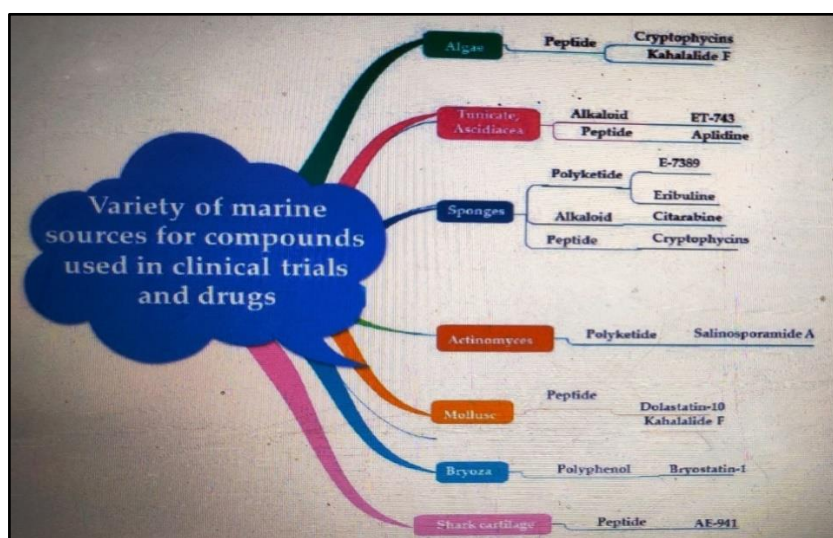 Variety of marine
sources for compounds
used in clinical trials
and drugs
Algae
Peptide
Cryptophycins
Kahalalide F
Tunicate,
Ascidiacea
Alkaloid
ET-743
Peptide
Aplidine
Sponges
Polyketide
E-7389
Eribuline
Alkaloid
Citarabine
Peptide
Cryptophycins
Actinomyces
Polyketide
Salinosporamide A
Mollusc
Peptide
Dolastatin-10
Kahalalide F
Bryoza
Polyphenol
Bryostatin-1
Shark cartilage
Peptide
AE-941